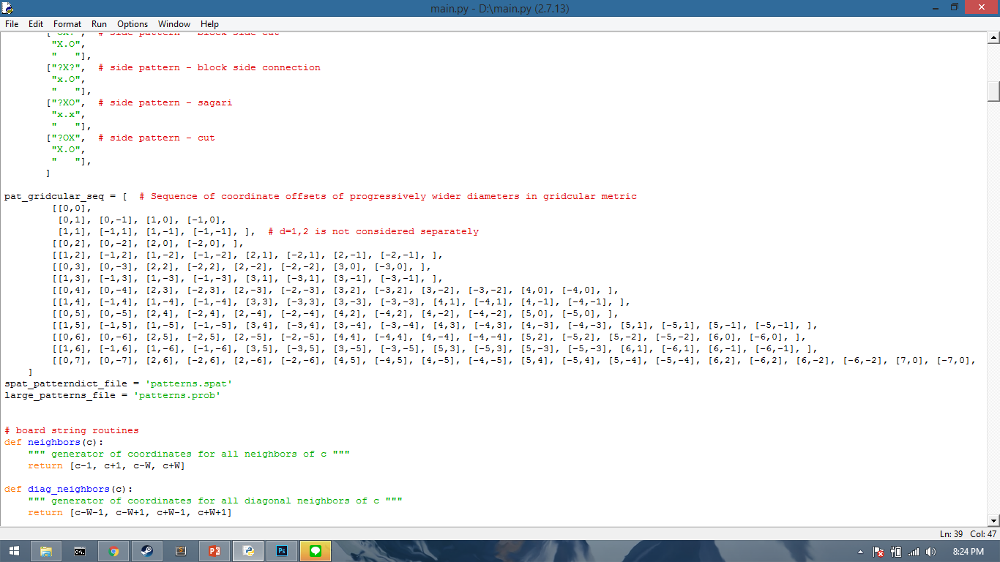 main.py - D:\main.py (2.7.13)
File Edit Format Run Options Window Help
["OX?", # side pattern - block side cut
"X.O",
"   "],
["?X?", # side pattern - block side connection
"x.O",
"   "],
["?XO", # side pattern - sagari
"x.x",
"   "],
["?OX", # side pattern - cut
"X.O",
"   "],
]
pat_gridcular_seq = [ # Sequence of coordinate offsets of progressively wider diameters in gridcular metric
[[0,0],
[0,1], [0,-1], [1,0], [-1,0],
[1,1], [-1,1], [1,-1], [-1,-1], ], # d=1,2 is not considered separately
[[0,2], [0,-2], [2,0], [-2,0], ],
[[1,2], [-1,2], [1,-2], [-1,-2], [2,1], [-2,1], [2,-1], [-2,-1], ],
[[0,3], [0,-3], [2,2], [-2,2], [2,-2], [-2,-2], [3,0], [-3,0], ],
[[1,3], [-1,3], [1,-3], [-1,-3], [3,1], [-3,1], [3,-1], [-3,-1], ],
[[0,4], [0,-4], [2,3], [-2,3], [2,-3], [-2,-3], [3,2], [-3,2], [3,-2], [-3,-2], [4,0], [-4,0], ],
[[1,4], [-1,4], [1,-4], [-1,-4], [3,3], [-3,3], [3,-3], [-3,-3], [4,1], [-4,1], [4,-1], [-4,-1], ],
[[0,5], [0,-5], [2,4], [-2,4], [2,-4], [-2,-4], [4,2], [-4,2], [4,-2], [-4,-2], [5,0], [-5,0], ],
[[1,5], [-1,5], [1,-5], [-1,-5], [3,4], [-3,4], [3,-4], [-3,-4], [4,3], [-4,3], [4,-3], [-4,-3], [5,1], [-5,1], [5,-1], [-5,-1], ],
[[0,6], [0,-6], [2,5], [-2,5], [2,-5], [-2,-5], [4,4], [-4,4], [4,-4], [-4,-4], [5,2], [-5,2], [5,-2], [-5,-2], [6,0], [-6,0], ],
[[1,6], [-1,6], [1,-6], [-1,-6], [3,5], [-3,5], [3,-5], [-3,-5], [5,3], [-5,3], [5,-3], [-5,-3], [6,1], [-6,1], [6,-1], [-6,-1], ],
[[0,7], [0,-7], [2,6], [-2,6], [2,-6], [-2,-6], [4,5], [-4,5], [4,-5], [-4,-5], [5,4], [-5,4], [5,-4], [-5,-4], [6,2], [-6,2], [6,-2], [-6,-2], [7,0], [-7,0],
]
spat_patterndict_file = 'patterns.spat'
large_patterns_file = 'patterns.prob'
# board string routines
def neighbors(c):
""" generator of coordinates for all neighbors of c """
return [c-1, c+1, c-W, c+W]
def diag_neighbors(c):
""" generator of coordinates for all diagonal neighbors of c """
return [c-W-1, c-W+1, c+W-1, c+W+1]
Ln: 39 Col: 47
8:24 PM